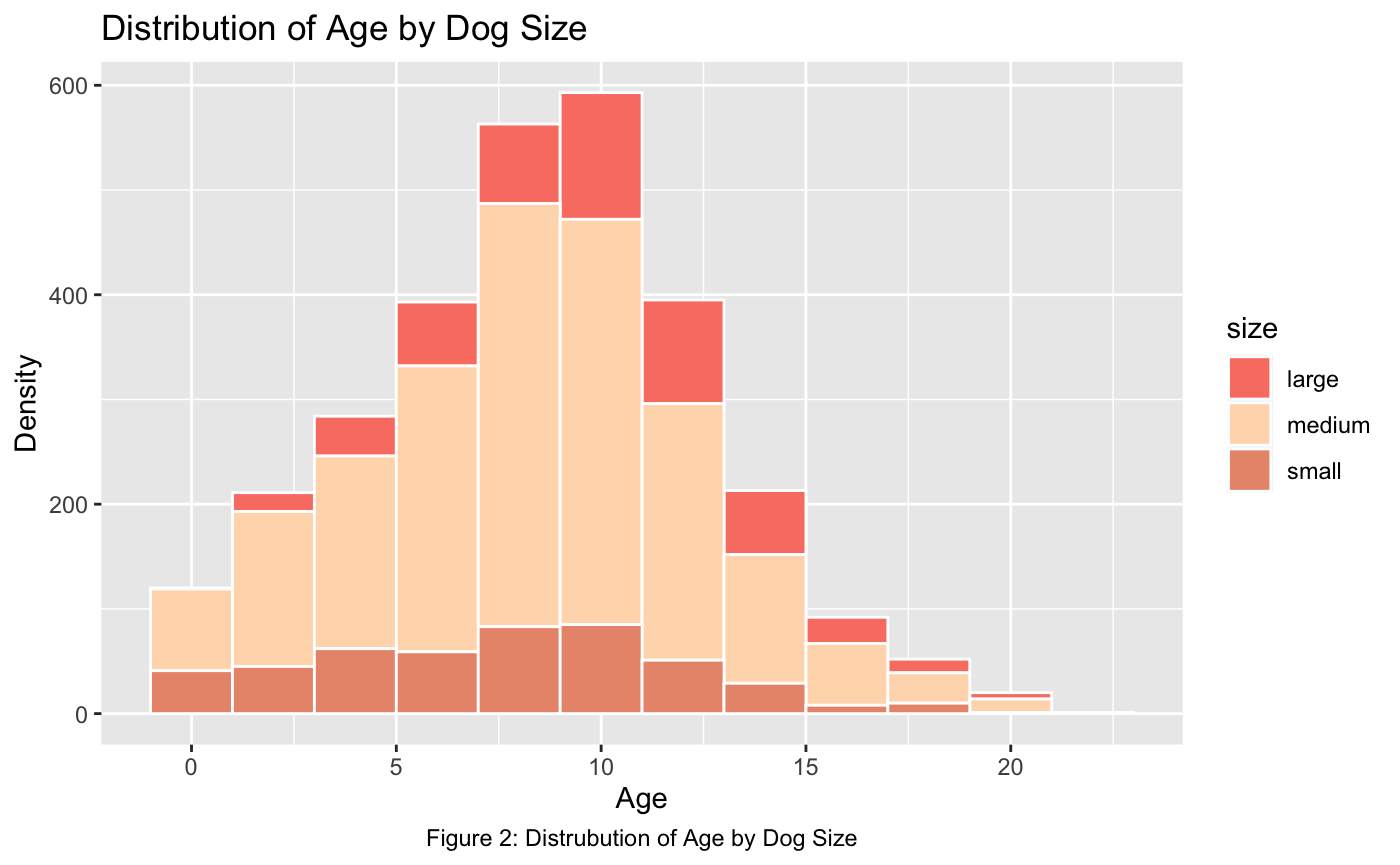 Distribution of Age by Dog Size
600
400
200
0
Density
0 5 10 15 20
Age
size
large
medium
small
Figure 2: Distrubution of Age by Dog Size